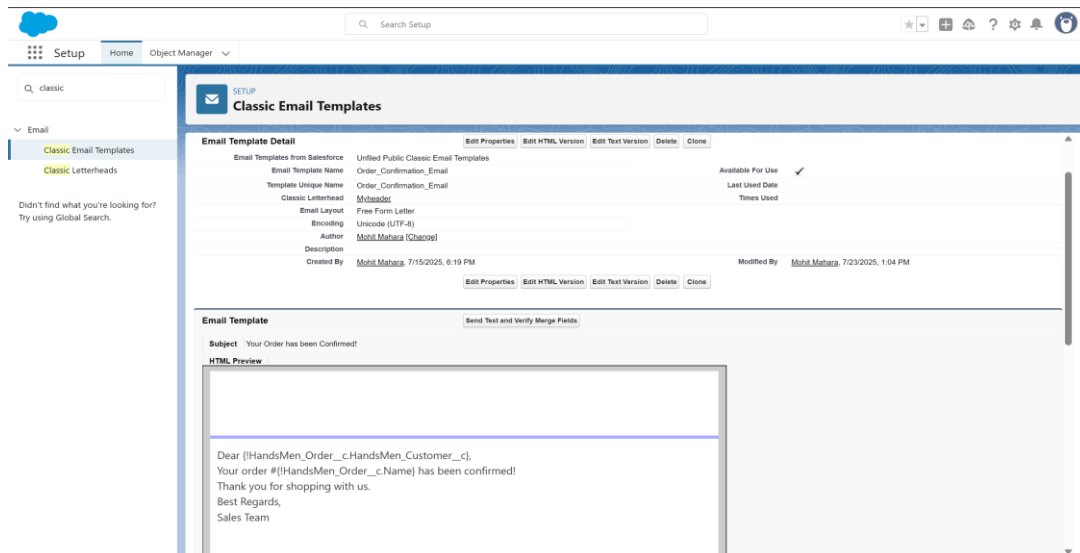 Search Setup
Setup
Home
Object Manager
classic
Email
Classic Email Templates
Classic Letterheads
Didn't find what you're looking for?
Try using Global Search.
SETUP
Classic Email Templates
Email Template Detail
Edit Properties Edit HTML Version Edit Text Version Delete Clone
Email Templates from Salesforce Unfiled Public Classic Email Templates
Email Template Name Order_Confirmation_Email Available For Use
Template Unique Name Order_Confirmation_Email Last Used Date
Classic Letterhead Myheader Times Used
Email Layout Free Form Letter
Encoding Unicode (UTF-8)
Author Mohit Mahara [Change]
Description
Created By Mohit Mahara, 7/15/2025, 6:19 PM Modified By Mohit Mahara, 7/23/2025, 1:04 PM
Edit Properties Edit HTML Version Edit Text Version Delete Clone
Email Template Send Test and Verify Merge Fields
Subject Your Order has been Confirmed!
HTML Preview
Dear {!HandsMen_Order__c.HandsMen_Customer__c},
Your order #{!HandsMen_Order__c.Name} has been confirmed!
Thank you for shopping with us.
Best Regards,
Sales Team